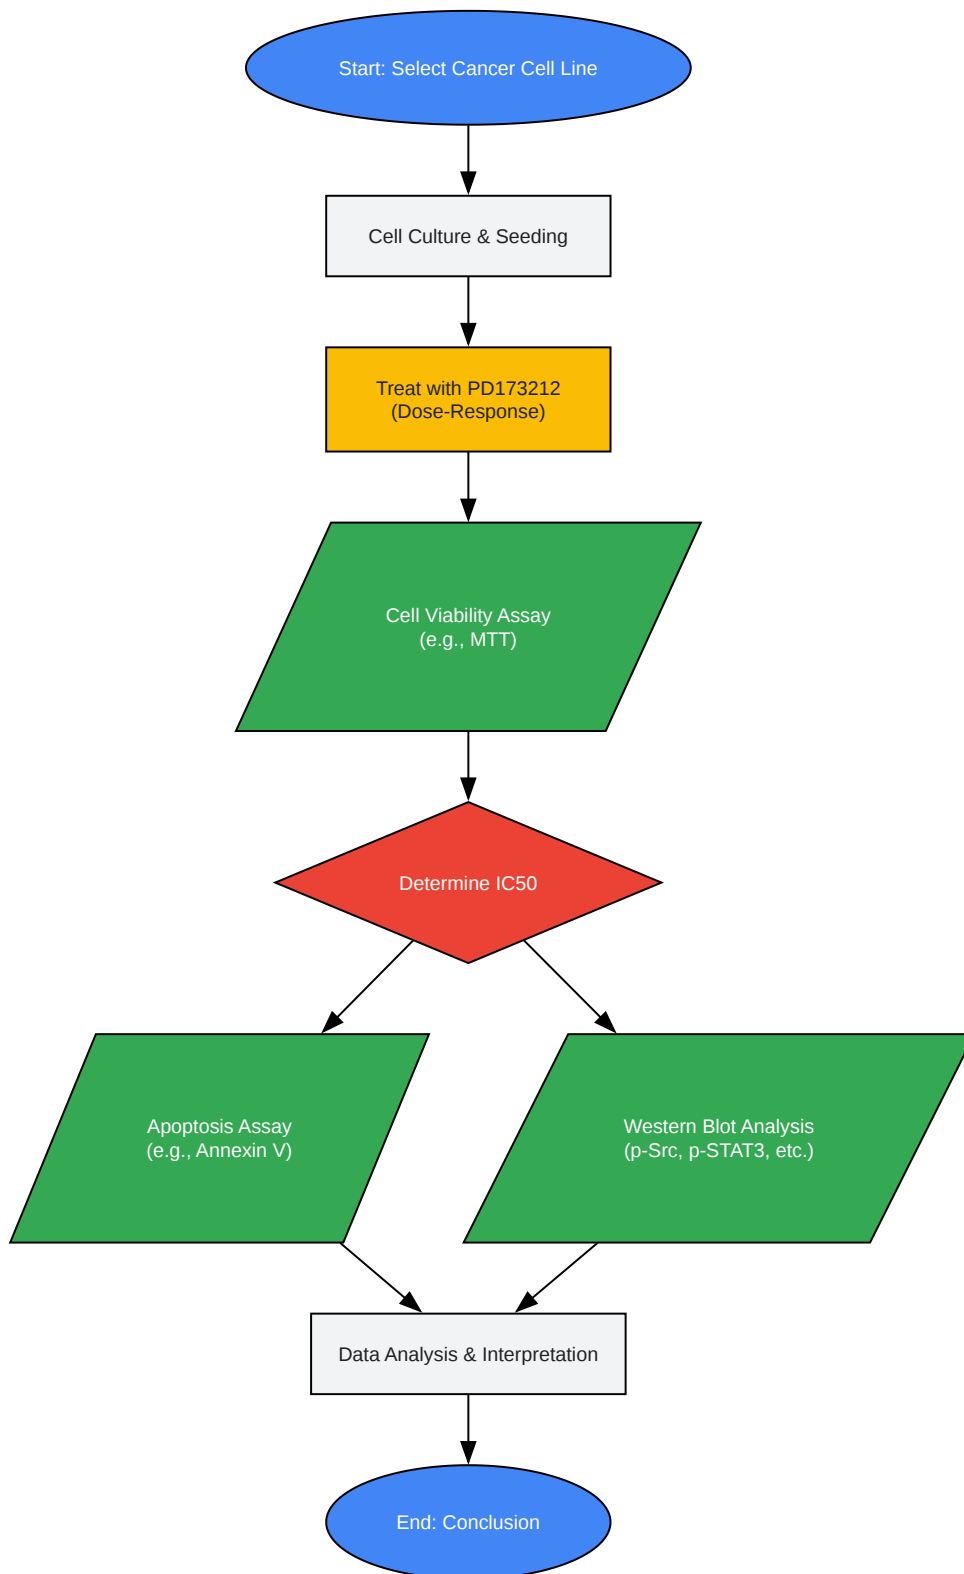 Start: Select Cancer Cell Line
Cell Culture & Seeding
Treat with PD173212
(Dose-Response)
Cell Viability Assay
(e.g., MTT)
Determine IC50
Apoptosis Assay
(e.g., Annexin V)
Western Blot Analysis
(p-Src, p-STAT3, etc.)
Data Analysis & Interpretation
End: Conclusion